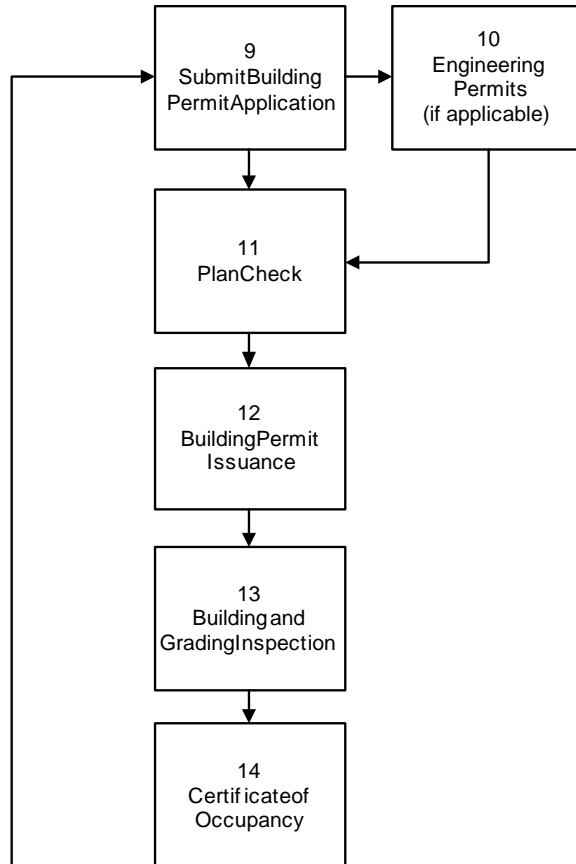 9
SubmitBuilding
PermitApplication
10
Engineering
Permits
(if applicable)
11
PlanCheck
12
BuildingPermit
Issuance
13
Buildingand
GradingInspection
14
Certificateof
Occupancy